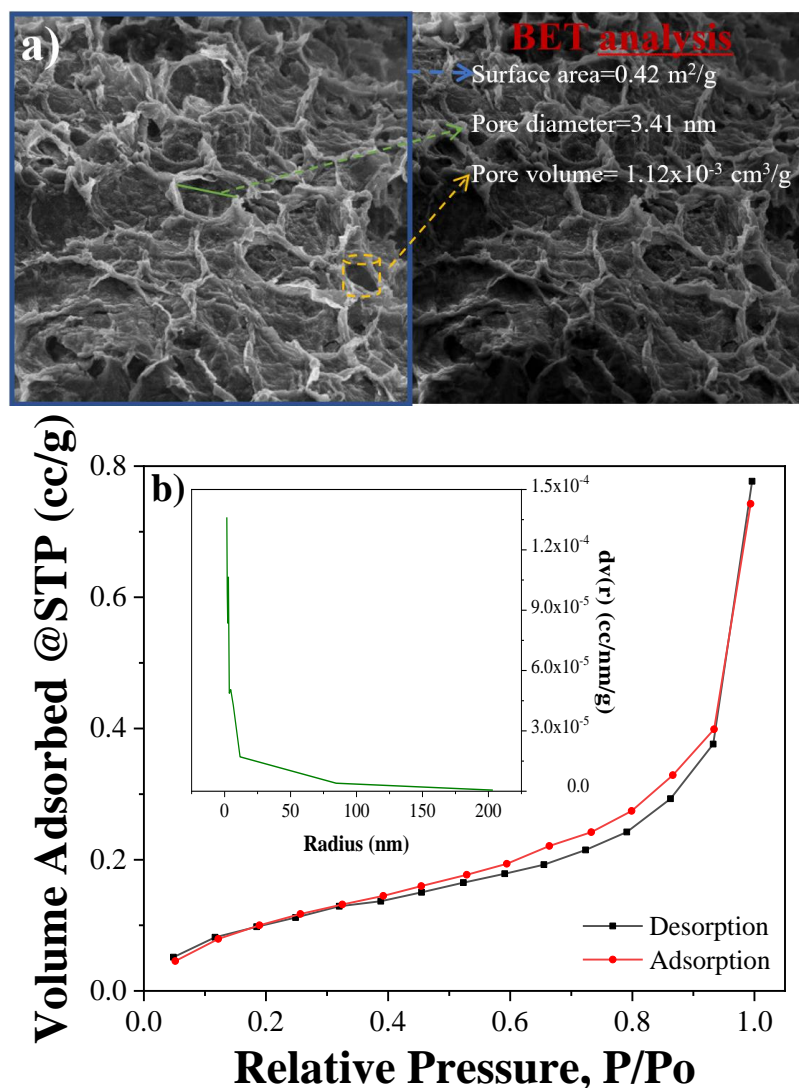 a)
BET analysis
Surface area=0.42 m²/g
Pore diameter=3.41 nm
Pore volume= 1.12x10⁻³ cm³/g
Volume Adsorbed @STP (cc/g)
0.8
0.6
0.4
0.2
0.0
b)
1.5x10⁻⁴
1.2x10⁻⁴
9.0x10⁻⁵
6.0x10⁻⁵
3.0x10⁻⁵
0.0
dv(r) (cc/nm/g)
0 50 100 150 200
Radius (nm)
Desorption
Adsorption
0.0 0.2 0.4 0.6 0.8 1.0
Relative Pressure, P/Po